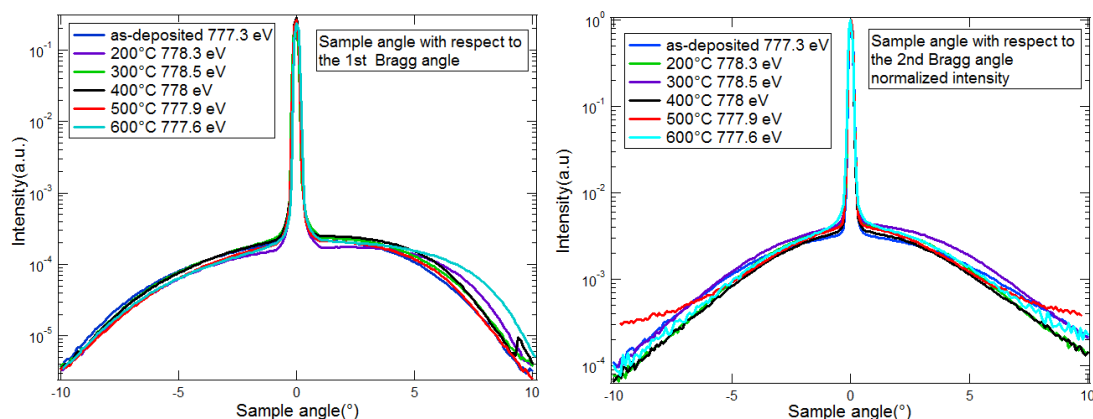 as-deposited 777.3 eV
200°C 778.3 eV
300°C 778.5 eV
400°C 778 eV
500°C 777.9 eV
600°C 777.6 eV
Sample angle with respect to
the 1st Bragg angle
Intensity(a.u.)
10⁻¹
10⁻²
10⁻³
10⁻⁴
10⁻⁵
-10
-5
0
5
10
Sample angle(°)
as-deposited 777.3 eV
200°C 778.3 eV
300°C 778.5 eV
400°C 778 eV
500°C 777.9 eV
600°C 777.6 eV
Sample angle with respect to
the 2nd Bragg angle
normalized intensity
Intensity(a.u)
10⁰
10⁻¹
10⁻²
10⁻³
10⁻⁴
-10
-5
0
5
10
Sample angle(°)